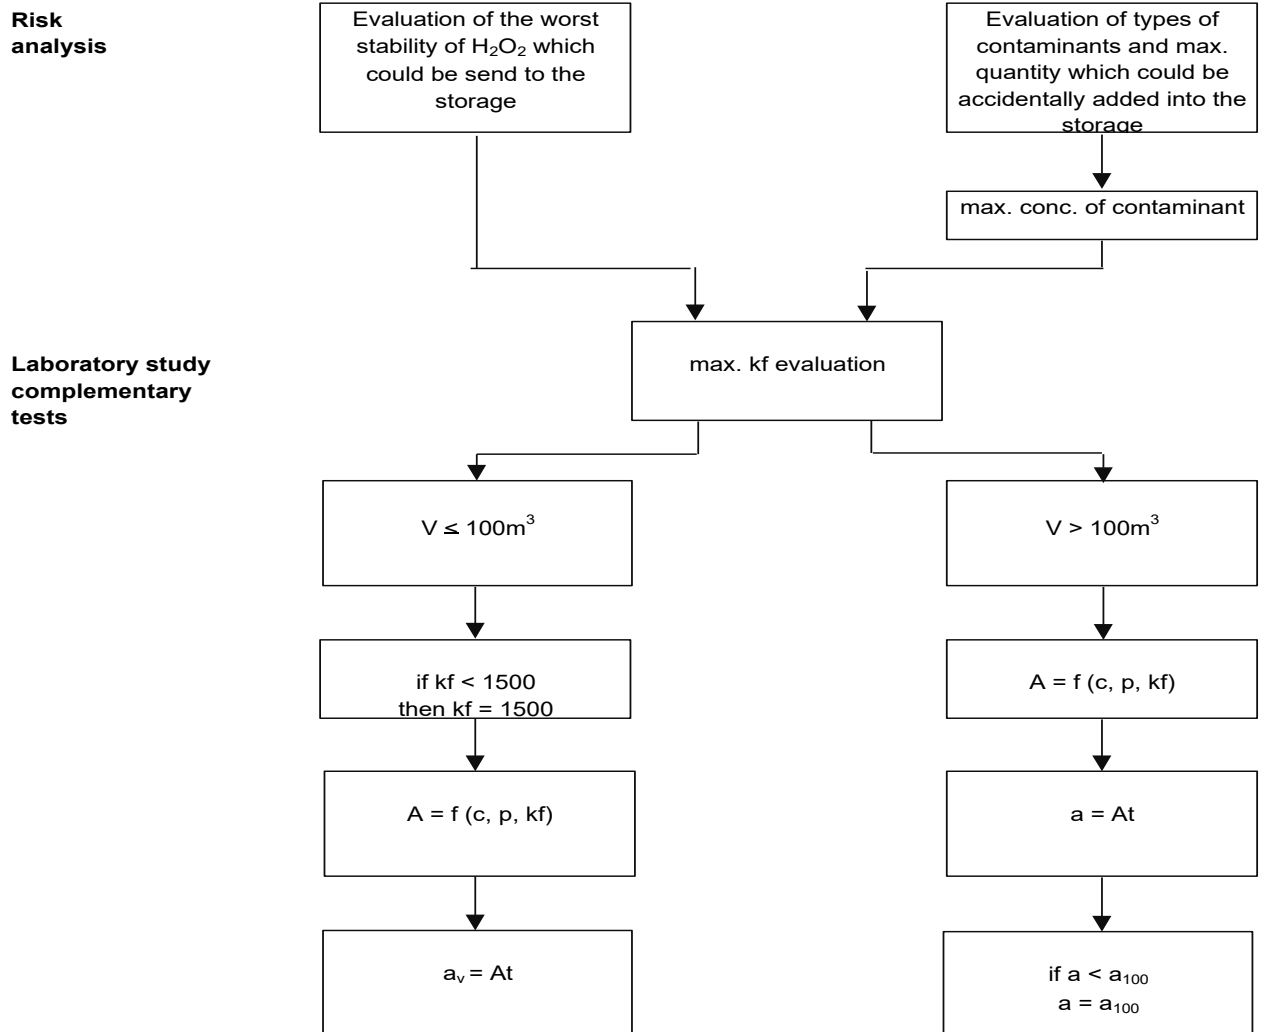 Risk
analysis
Evaluation of the worst
stability of H₂O₂ which
could be send to the
storage
Evaluation of types of
contaminants and max.
quantity which could be
accidentally added into the
storage
max. conc. of contaminant
Laboratory study
complementary
tests
max. kf evaluation
V ≤ 100m³
V > 100m³
if kf < 1500
then kf = 1500
A = f (c, p, kf)
A = f (c, p, kf)
a = At
aᵥ = At
if a < a₁₀₀
a = a₁₀₀